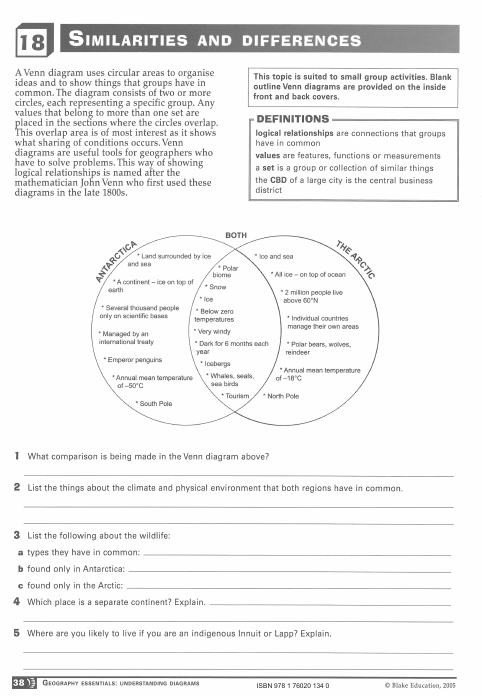 18 SIMILARITIES AND DIFFERENCES
A Venn diagram uses circular areas to organise
ideas and to show things that groups have in
common. The diagram consists of two or more
circles, each representing a specific group. Any
values that belong to more than one set are
placed in the sections where the circles overlap.
This overlap area is of most interest as it shows
what sharing of conditions occurs. Venn
diagrams are useful tools for geographers who
have to solve problems. This way of showing
logical relationships is named after the
mathematician John Venn who first used these
diagrams in the late 1800s.
This topic is suited to small group activities. Blank
outline Venn diagrams are provided on the inside
front and back covers.
DEFINITIONS
logical relationships are connections that groups
have in common
values are features, functions or measurements
a set is a group or collection of similar things
the CBD of a large city is the central business
district
ANTARCTICA
* Land surrounded by ice
and sea
* A continent – ice on top of
earth
* Several thousand people
only on scientific bases
* Managed by an
international treaty
* Emperor penguins
* Annual mean temperature
of –50°C
* South Pole
BOTH
* Polar
biome
* Snow
* Ice
* Below zero
temperatures
* Very windy
* Dark for 6 months each
year
* Icebergs
* Whales, seals,
sea birds
* Tourism
THE ARCTIC
* Ice and sea
* All ice – on top of ocean
* 2 million people live
above 60°N
* Individual countries
manage their own areas
* Polar bears, wolves,
reindeer
* Annual mean temperature
of –18°C
* North Pole
1 What comparison is being made in the Venn diagram above?
2 List the things about the climate and physical environment that both regions have in common.
3 List the following about the wildlife:
a types they have in common:
b found only in Antarctica:
c found only in the Arctic:
4 Which place is a separate continent? Explain.
5 Where are you likely to live if you are an indigenous Innuit or Lapp? Explain.
38 GEOGRAPHY ESSENTIALS: UNDERSTANDING DIAGRAMS
ISBN 978 1 76020 134 0
© Blake Education, 2005